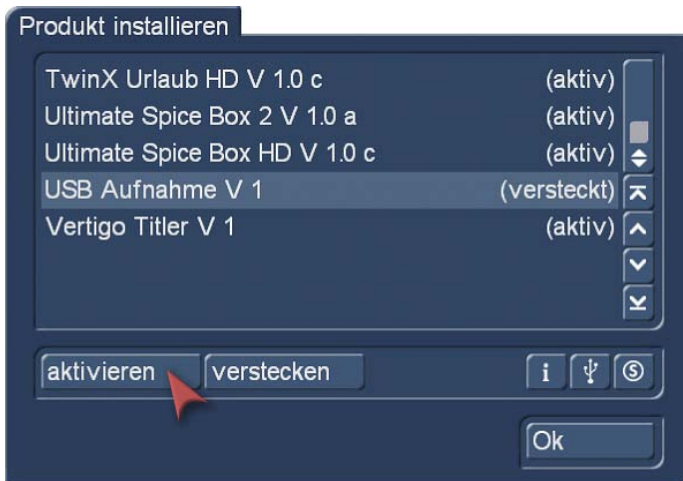 Produkt installieren
TwinX Urlaub HD V 1.0 c (aktiv)
Ultimate Spice Box 2 V 1.0 a (aktiv)
Ultimate Spice Box HD V 1.0 c (aktiv)
USB Aufnahme V 1 (versteckt)
Vertigo Titler V 1 (aktiv)
aktivieren verstecken i S
Ok